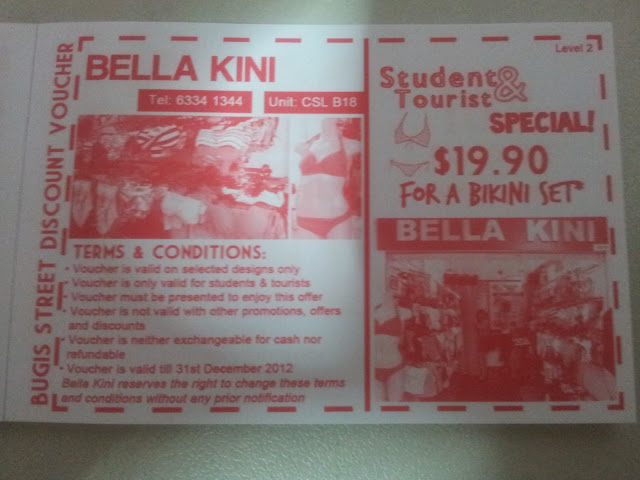 BUGIS STREET DISCOUNT VOUCHER
BELLA KINI
Tel: 6334 1344
Unit: CSL B18
TERMS & CONDITIONS:
- Voucher is valid on selected designs only
- Voucher is only valid for students & tourists
- Voucher must be presented to enjoy this offer
- Voucher is not valid with other promotions, offers
and discounts
- Voucher is neither exchangeable for cash nor
refundable
- Voucher is valid till 31st December 2012
Bella Kini reserves the right to change these terms
and conditions without any prior notification
Level 2
Student &
Tourist
SPECIAL!
$19.90
FOR A BIKINI SET*
BELLA KINI